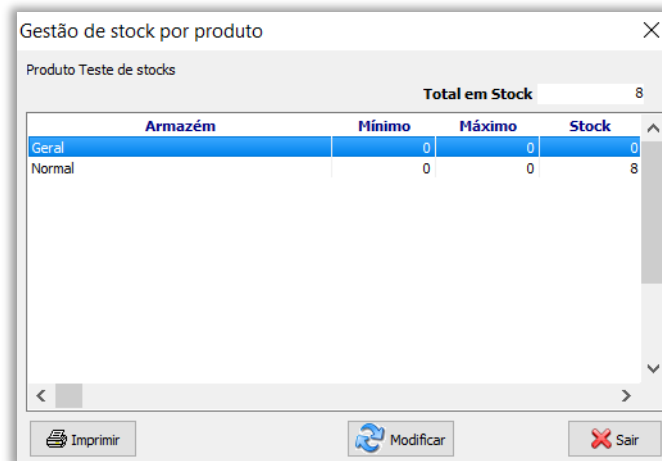 Gestão de stock por produto
Produto Teste de stocks
Total em Stock 8
Armazém Mínimo Máximo Stock
Geral 0 0 0
Normal 0 0 8
Imprimir Modificar Sair